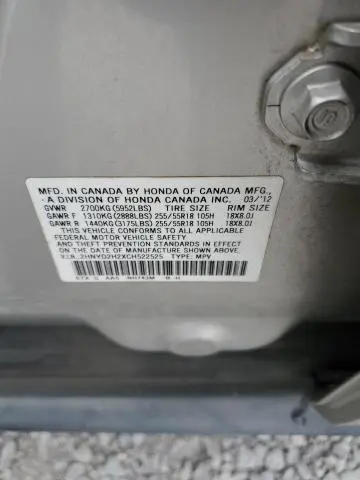 MFD. IN CANADA BY HONDA OF CANADA MFG.,
A DIVISION OF HONDA CANADA INC. 03/'12
GVWR 2700KG(5952LBS) TIRE SIZE RIM SIZE
GAWR F 1310KG(2888LBS) 255/55R18 105H 18X8.0J
GAWR R 1440KG(3175LBS) 255/55R18 105H 18X8.0J
THIS VEHICLE CONFORMS TO ALL APPLICABLE
FEDERAL MOTOR VEHICLE SAFETY
STANDARDS IN EFFECT ON
THE DATE OF MANUFACTURE SHOWN ABOVE.
2HNYD2H2XCH522525 TYPE: MPV
NH743M